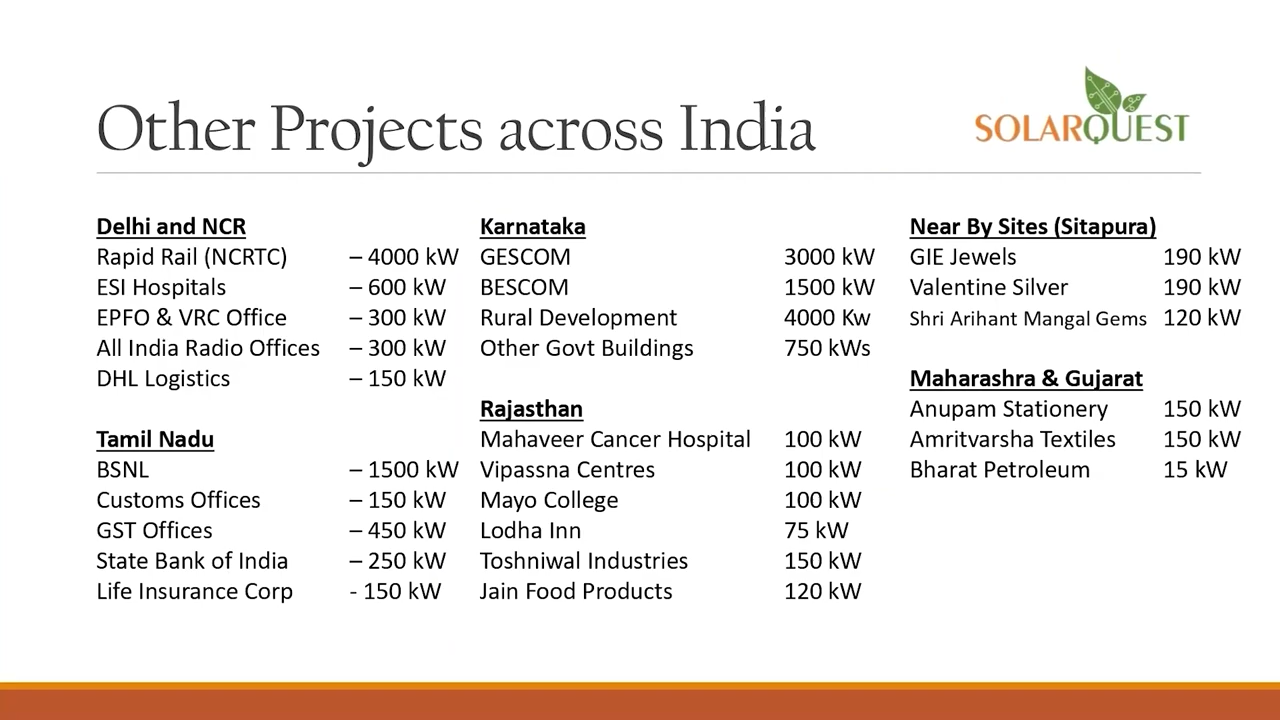 Other Projects across India
SOLARQUEST
Delhi and NCR
Rapid Rail (NCRTC) – 4000 kW
ESI Hospitals – 600 kW
EPFO & VRC Office – 300 kW
All India Radio Offices – 300 kW
DHL Logistics – 150 kW
Tamil Nadu
BSNL – 1500 kW
Customs Offices – 150 kW
GST Offices – 450 kW
State Bank of India – 250 kW
Life Insurance Corp - 150 kW
Karnataka
GESCOM 3000 kW
BESCOM 1500 kW
Rural Development 4000 Kw
Other Govt Buildings 750 kWs
Rajasthan
Mahaveer Cancer Hospital 100 kW
Vipassna Centres 100 kW
Mayo College 100 kW
Lodha Inn 75 kW
Toshniwal Industries 150 kW
Jain Food Products 120 kW
Near By Sites (Sitapura)
GIE Jewels 190 kW
Valentine Silver 190 kW
Shri Arihant Mangal Gems 120 kW
Maharashra & Gujarat
Anupam Stationery 150 kW
Amritvarsha Textiles 150 kW
Bharat Petroleum 15 kW